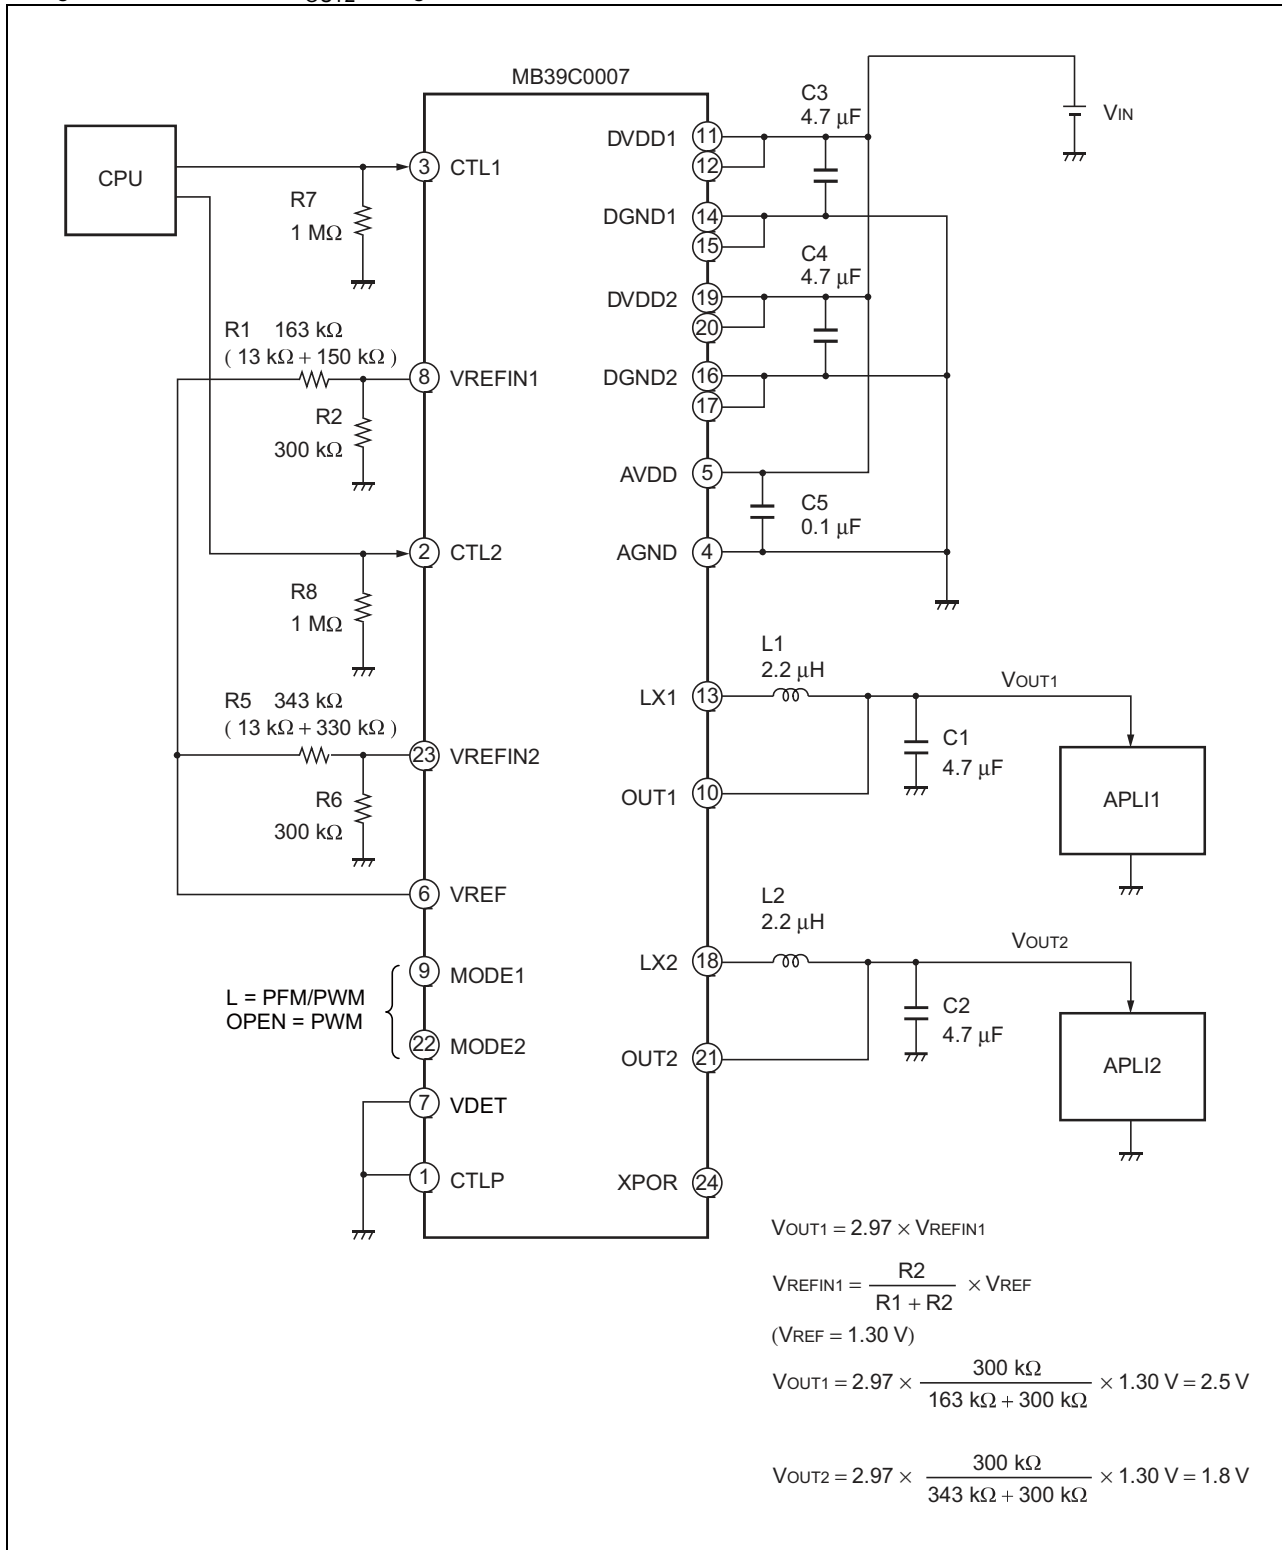 MB39C0007
CPU
3 CTL1
R7
1 MΩ
R1 163 kΩ
( 13 kΩ + 150 kΩ )
8 VREFIN1
R2
300 kΩ
2 CTL2
R8
1 MΩ
R5 343 kΩ
( 13 kΩ + 330 kΩ )
23 VREFIN2
R6
300 kΩ
6 VREF
9 MODE1
L = PFM/PWM
OPEN = PWM
22 MODE2
7 VDET
1 CTLP
DVDD1 11
12
C3
4.7 μF
VIN
DGND1 14
15
C4
4.7 μF
DVDD2 19
20
DGND2 16
17
AVDD 5
C5
0.1 μF
AGND 4
L1
2.2 μH
LX1 13
VOUT1
C1
4.7 μF
OUT1 10
APLI1
L2
2.2 μH
LX2 18
VOUT2
C2
4.7 μF
OUT2 21
APLI2
XPOR 24
VOUT1 = 2.97 × VREFIN1
VREFIN1 = R2 / R1 + R2 × VREF
(VREF = 1.30 V)
VOUT1 = 2.97 × 300 kΩ / 163 kΩ + 300 kΩ × 1.30 V = 2.5 V
VOUT2 = 2.97 × 300 kΩ / 343 kΩ + 300 kΩ × 1.30 V = 1.8 V